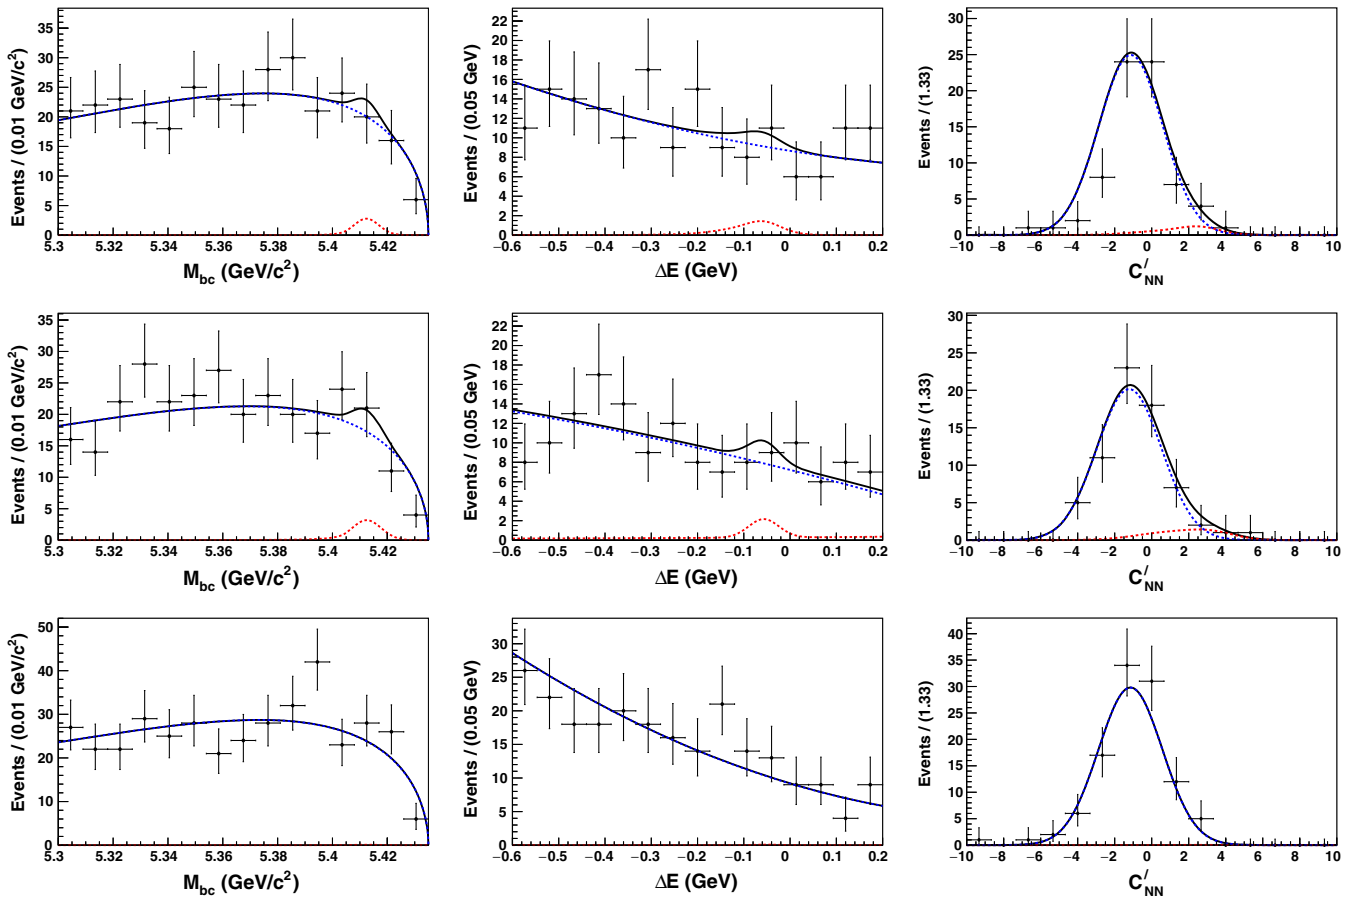 Events / (0.01 GeV/c²)
35
30
25
20
15
10
5
0
5.3 5.32 5.34 5.36 5.38 5.4 5.42
M_bc (GeV/c²)
Events / (0.05 GeV)
22
20
18
16
14
12
10
8
6
4
2
0
−0.6 −0.5 −0.4 −0.3 −0.2 −0.1 0 0.1 0.2
ΔE (GeV)
Events / (1.33)
30
25
20
15
10
5
0
−10 −8 −6 −4 −2 0 2 4 6 8 10
C′_NN
Events / (0.01 GeV/c²)
35
30
25
20
15
10
5
0
5.3 5.32 5.34 5.36 5.38 5.4 5.42
M_bc (GeV/c²)
Events / (0.05 GeV)
22
20
18
16
14
12
10
8
6
4
2
0
−0.6 −0.5 −0.4 −0.3 −0.2 −0.1 0 0.1 0.2
ΔE (GeV)
Events / (1.33)
30
25
20
15
10
5
0
−10 −8 −6 −4 −2 0 2 4 6 8 10
C′_NN
Events / (0.01 GeV/c²)
50
40
30
20
10
0
5.3 5.32 5.34 5.36 5.38 5.4 5.42
M_bc (GeV/c²)
Events / (0.05 GeV)
30
25
20
15
10
5
0
−0.6 −0.5 −0.4 −0.3 −0.2 −0.1 0 0.1 0.2
ΔE (GeV)
Events / (1.33)
40
35
30
25
20
15
10
5
0
−10 −8 −6 −4 −2 0 2 4 6 8 10
C′_NN